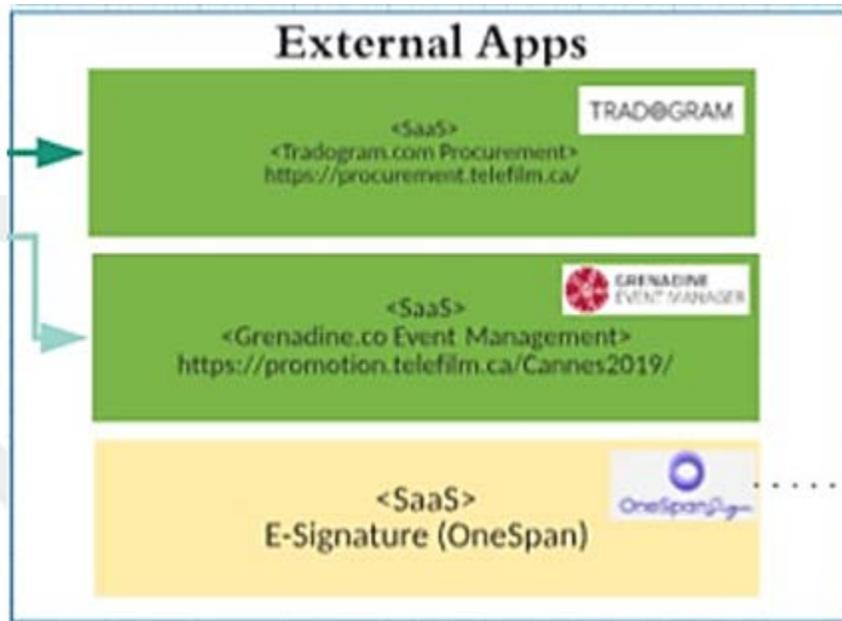 External Apps
TRADOGRAM
<SaaS>
<Tradogram.com Procurement>
https://procurement.telefilm.ca/
GRENADINE
EVENT MANAGER
<SaaS>
<Grenadine.co Event Management>
https://promotion.telefilm.ca/Cannes2019/
<SaaS>
E-Signature (OneSpan)
OneSpanSign